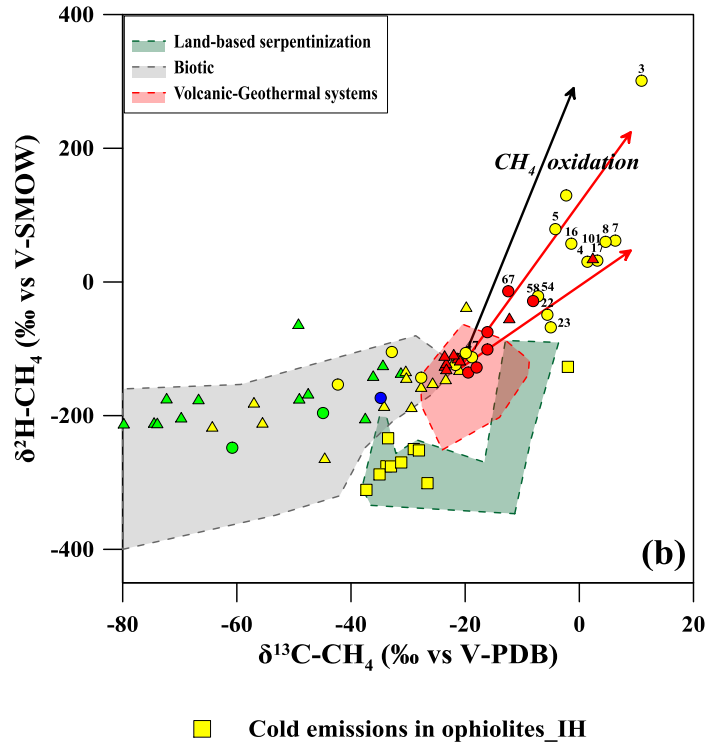 400
200
0
-200
-400
δ²H-CH₄ (‰ vs V-SMOW)
Land-based serpentinization
Biotic
Volcanic-Geothermal systems
CH₄ oxidation
3
5
16
101
8 7
4 17
67
58 54
22
23
(b)
-80 -60 -40 -20 0 20
δ¹³C-CH₄ (‰ vs V-PDB)
Cold emissions in ophiolites_IH